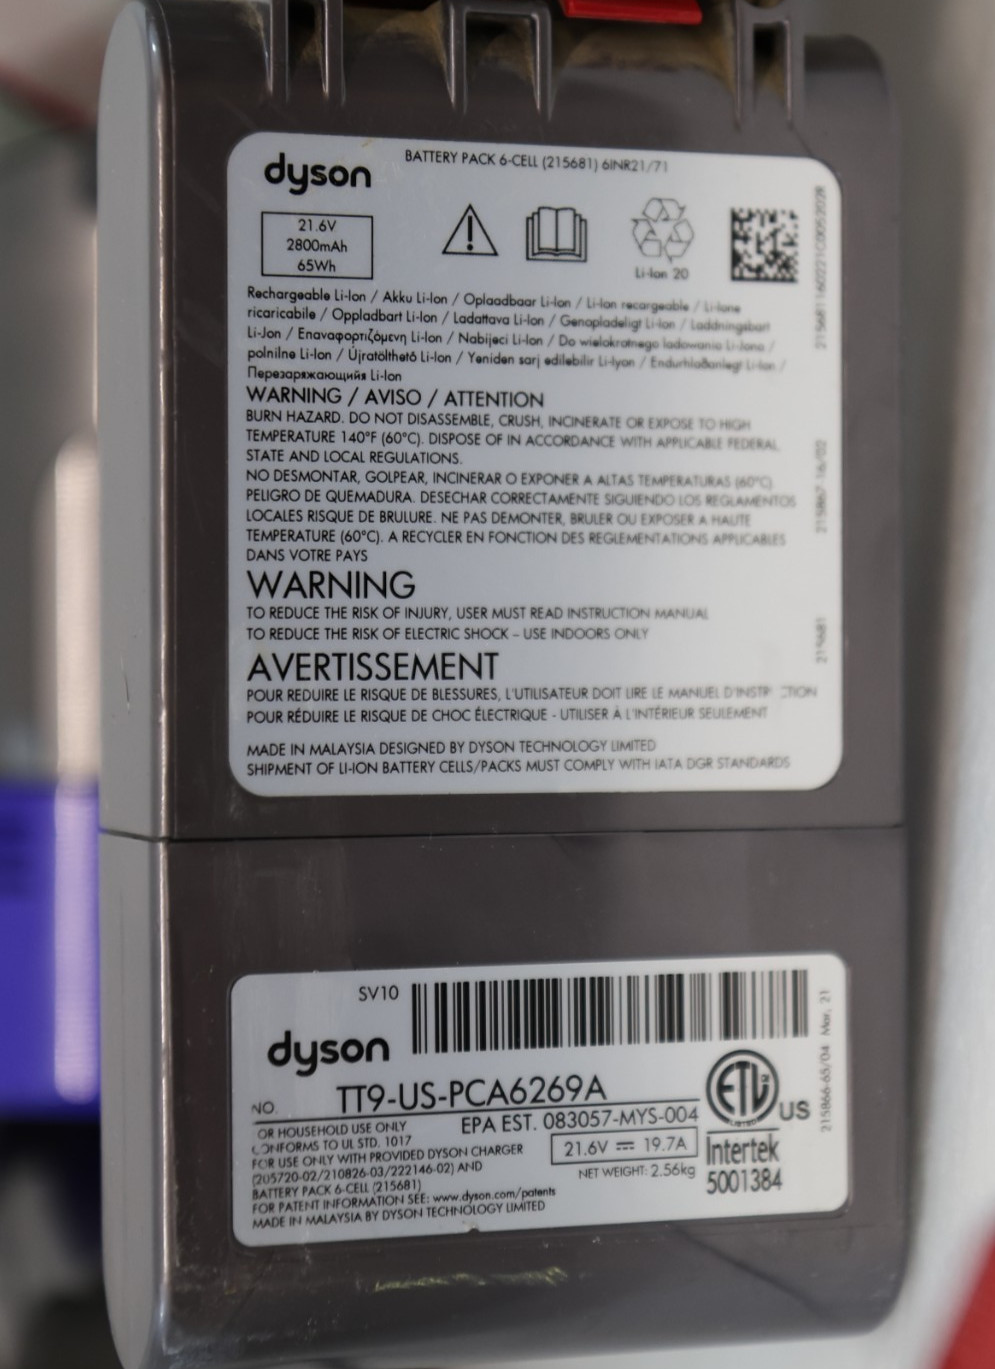 dyson
BATTERY PACK 6-CELL (215681) 6INR21/71
21.6V
2800mAh
65Wh
Li-Ion 20
Rechargeable Li-Ion / Akku Li-Ion / Oplaadbaar Li-Ion / Li-Ion recargeable / Li-Ione
ricaricabile / Oppladbart Li-Ion / Ladattava Li-Ion / Genopladeligt Li-Ion / Laddningsbart
Li-Jon / Επαναφορτιζόμενη Li-Ion / Nabíjecí Li-Ion / Do wielokrotnego ladowania Li-Jono /
polnilne Li-Ion / Újratölthető Li-Ion / Yeniden sarj edilebilir Li-Iyon / Endurhlaðanlegt Li-Ion /
Перезаряжающийя Li-Ion
WARNING / AVISO / ATTENTION
BURN HAZARD. DO NOT DISASSEMBLE, CRUSH, INCINERATE OR EXPOSE TO HIGH
TEMPERATURE 140°F (60°C). DISPOSE OF IN ACCORDANCE WITH APPLICABLE FEDERAL,
STATE AND LOCAL REGULATIONS.
NO DESMONTAR, GOLPEAR, INCINERAR O EXPONER A ALTAS TEMPERATURAS (60°C)
PELIGRO DE QUEMADURA. DESECHAR CORRECTAMENTE SIGUIENDO LOS REGLAMENTOS
LOCALES RISQUE DE BRULURE. NE PAS DEMONTER, BRULER OU EXPOSER A HAUTE
TEMPERATURE (60°C). A RECYCLER EN FONCTION DES REGLEMENTATIONS APPLICABLES
DANS VOTRE PAYS
WARNING
TO REDUCE THE RISK OF INJURY, USER MUST READ INSTRUCTION MANUAL
TO REDUCE THE RISK OF ELECTRIC SHOCK – USE INDOORS ONLY
AVERTISSEMENT
POUR REDUIRE LE RISQUE DE BLESSURES, L'UTILISATEUR DOIT LIRE LE MANUEL D'INSTR CTION
POUR RÉDUIRE LE RISQUE DE CHOC ÉLECTRIQUE - UTILISER À L'INTÉRIEUR SEULEMENT
MADE IN MALAYSIA DESIGNED BY DYSON TECHNOLOGY LIMITED
SHIPMENT OF LI-ION BATTERY CELLS/PACKS MUST COMPLY WITH IATA DGR STANDARDS
215867 16/02
215681
SV10
dyson
NO. TT9-US-PCA6269A
OR HOUSEHOLD USE ONLY
CONFORMS TO UL STD. 1017
FOR USE ONLY WITH PROVIDED DYSON CHARGER
(205720-02/210826-03/222146-02) AND
BATTERY PACK 6-CELL (215681)
FOR PATENT INFORMATION SEE: www.dyson.com/patents
MADE IN MALAYSIA BY DYSON TECHNOLOGY LIMITED
EPA EST. 083057-MYS-004
21.6V ⎓ 19.7A
NET WEIGHT: 2.56kg
ETL
LISTED
US
Intertek
5001384
215866-65/04 Mar, 21